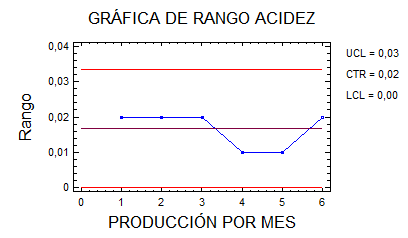 GRÁFICA DE RANGO ACIDEZ
0,04
0,03
0,02
0,01
0
Rango
0 1 2 3 4 5 6
PRODUCCIÓN POR MES
UCL = 0,03
CTR = 0,02
LCL = 0,00